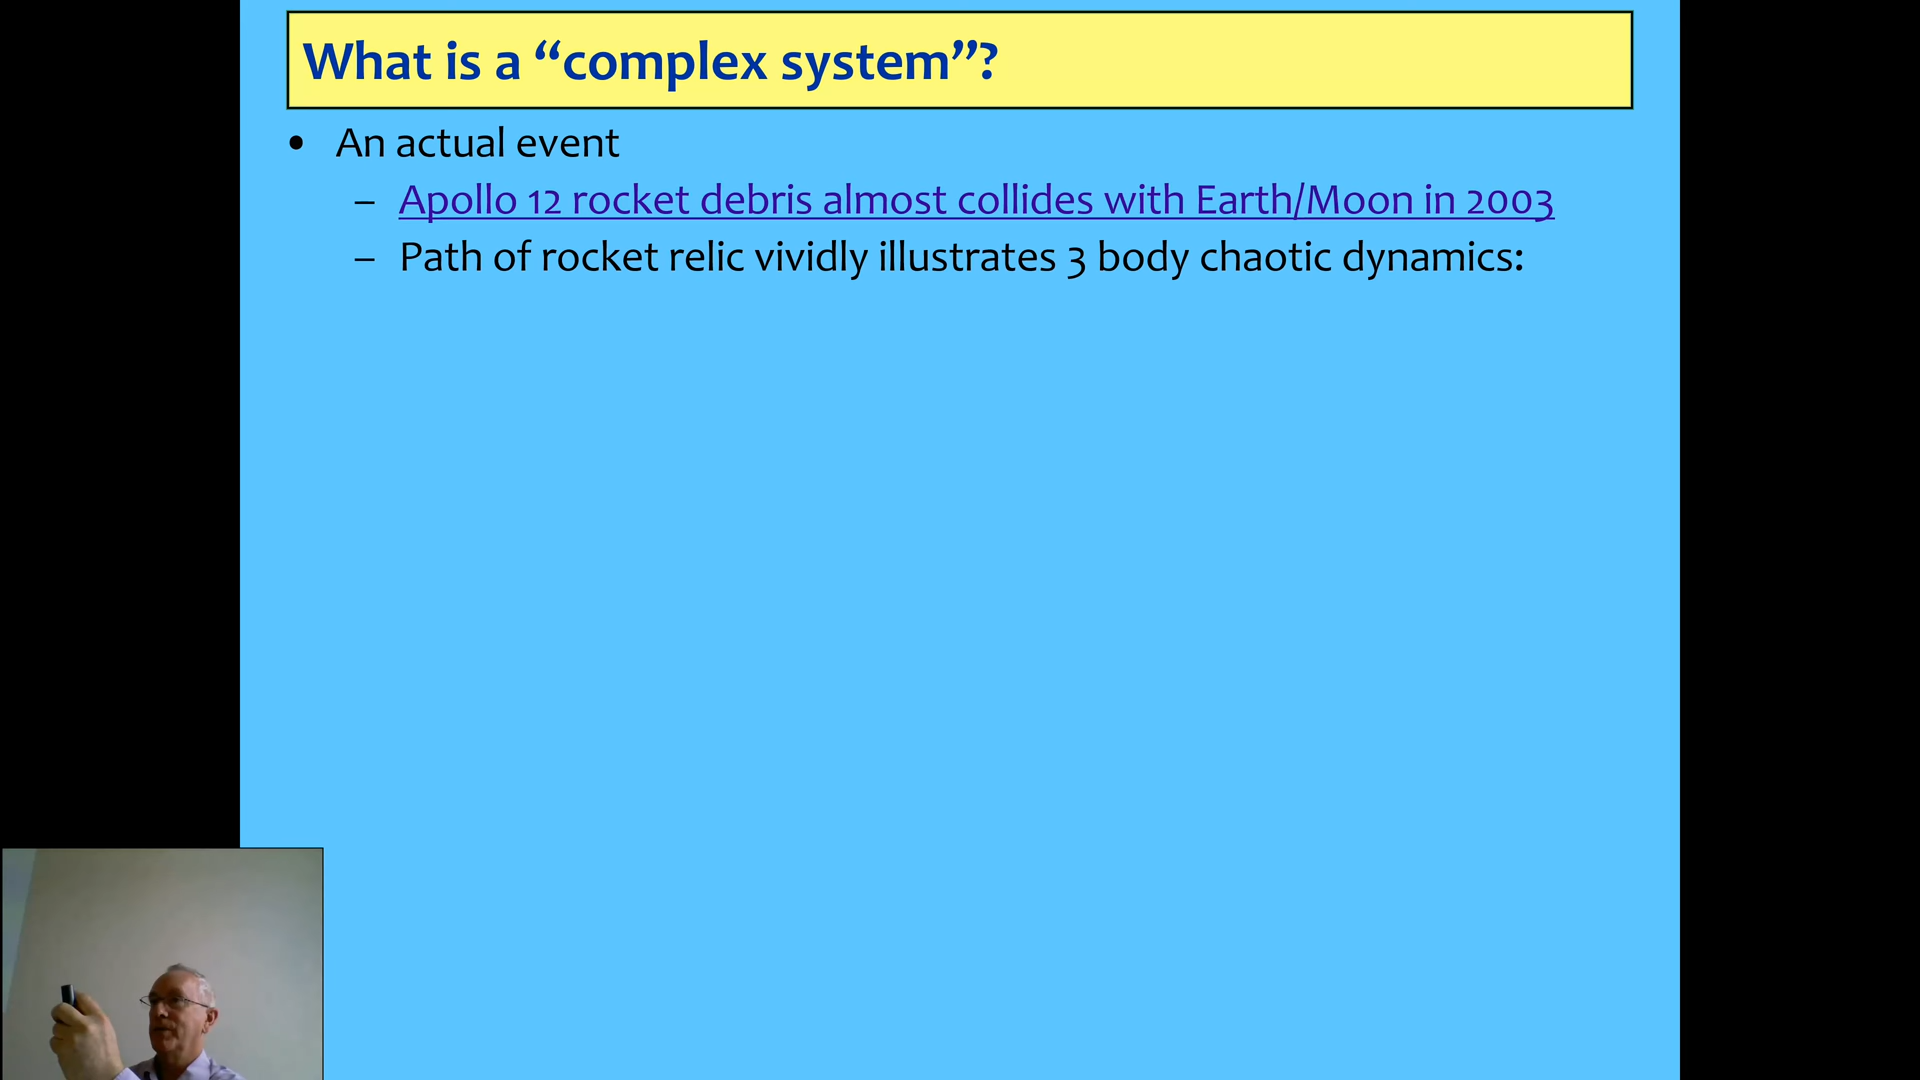 What is a “complex system”?
• An actual event
– Apollo 12 rocket debris almost collides with Earth/Moon in 2003
– Path of rocket relic vividly illustrates 3 body chaotic dynamics: